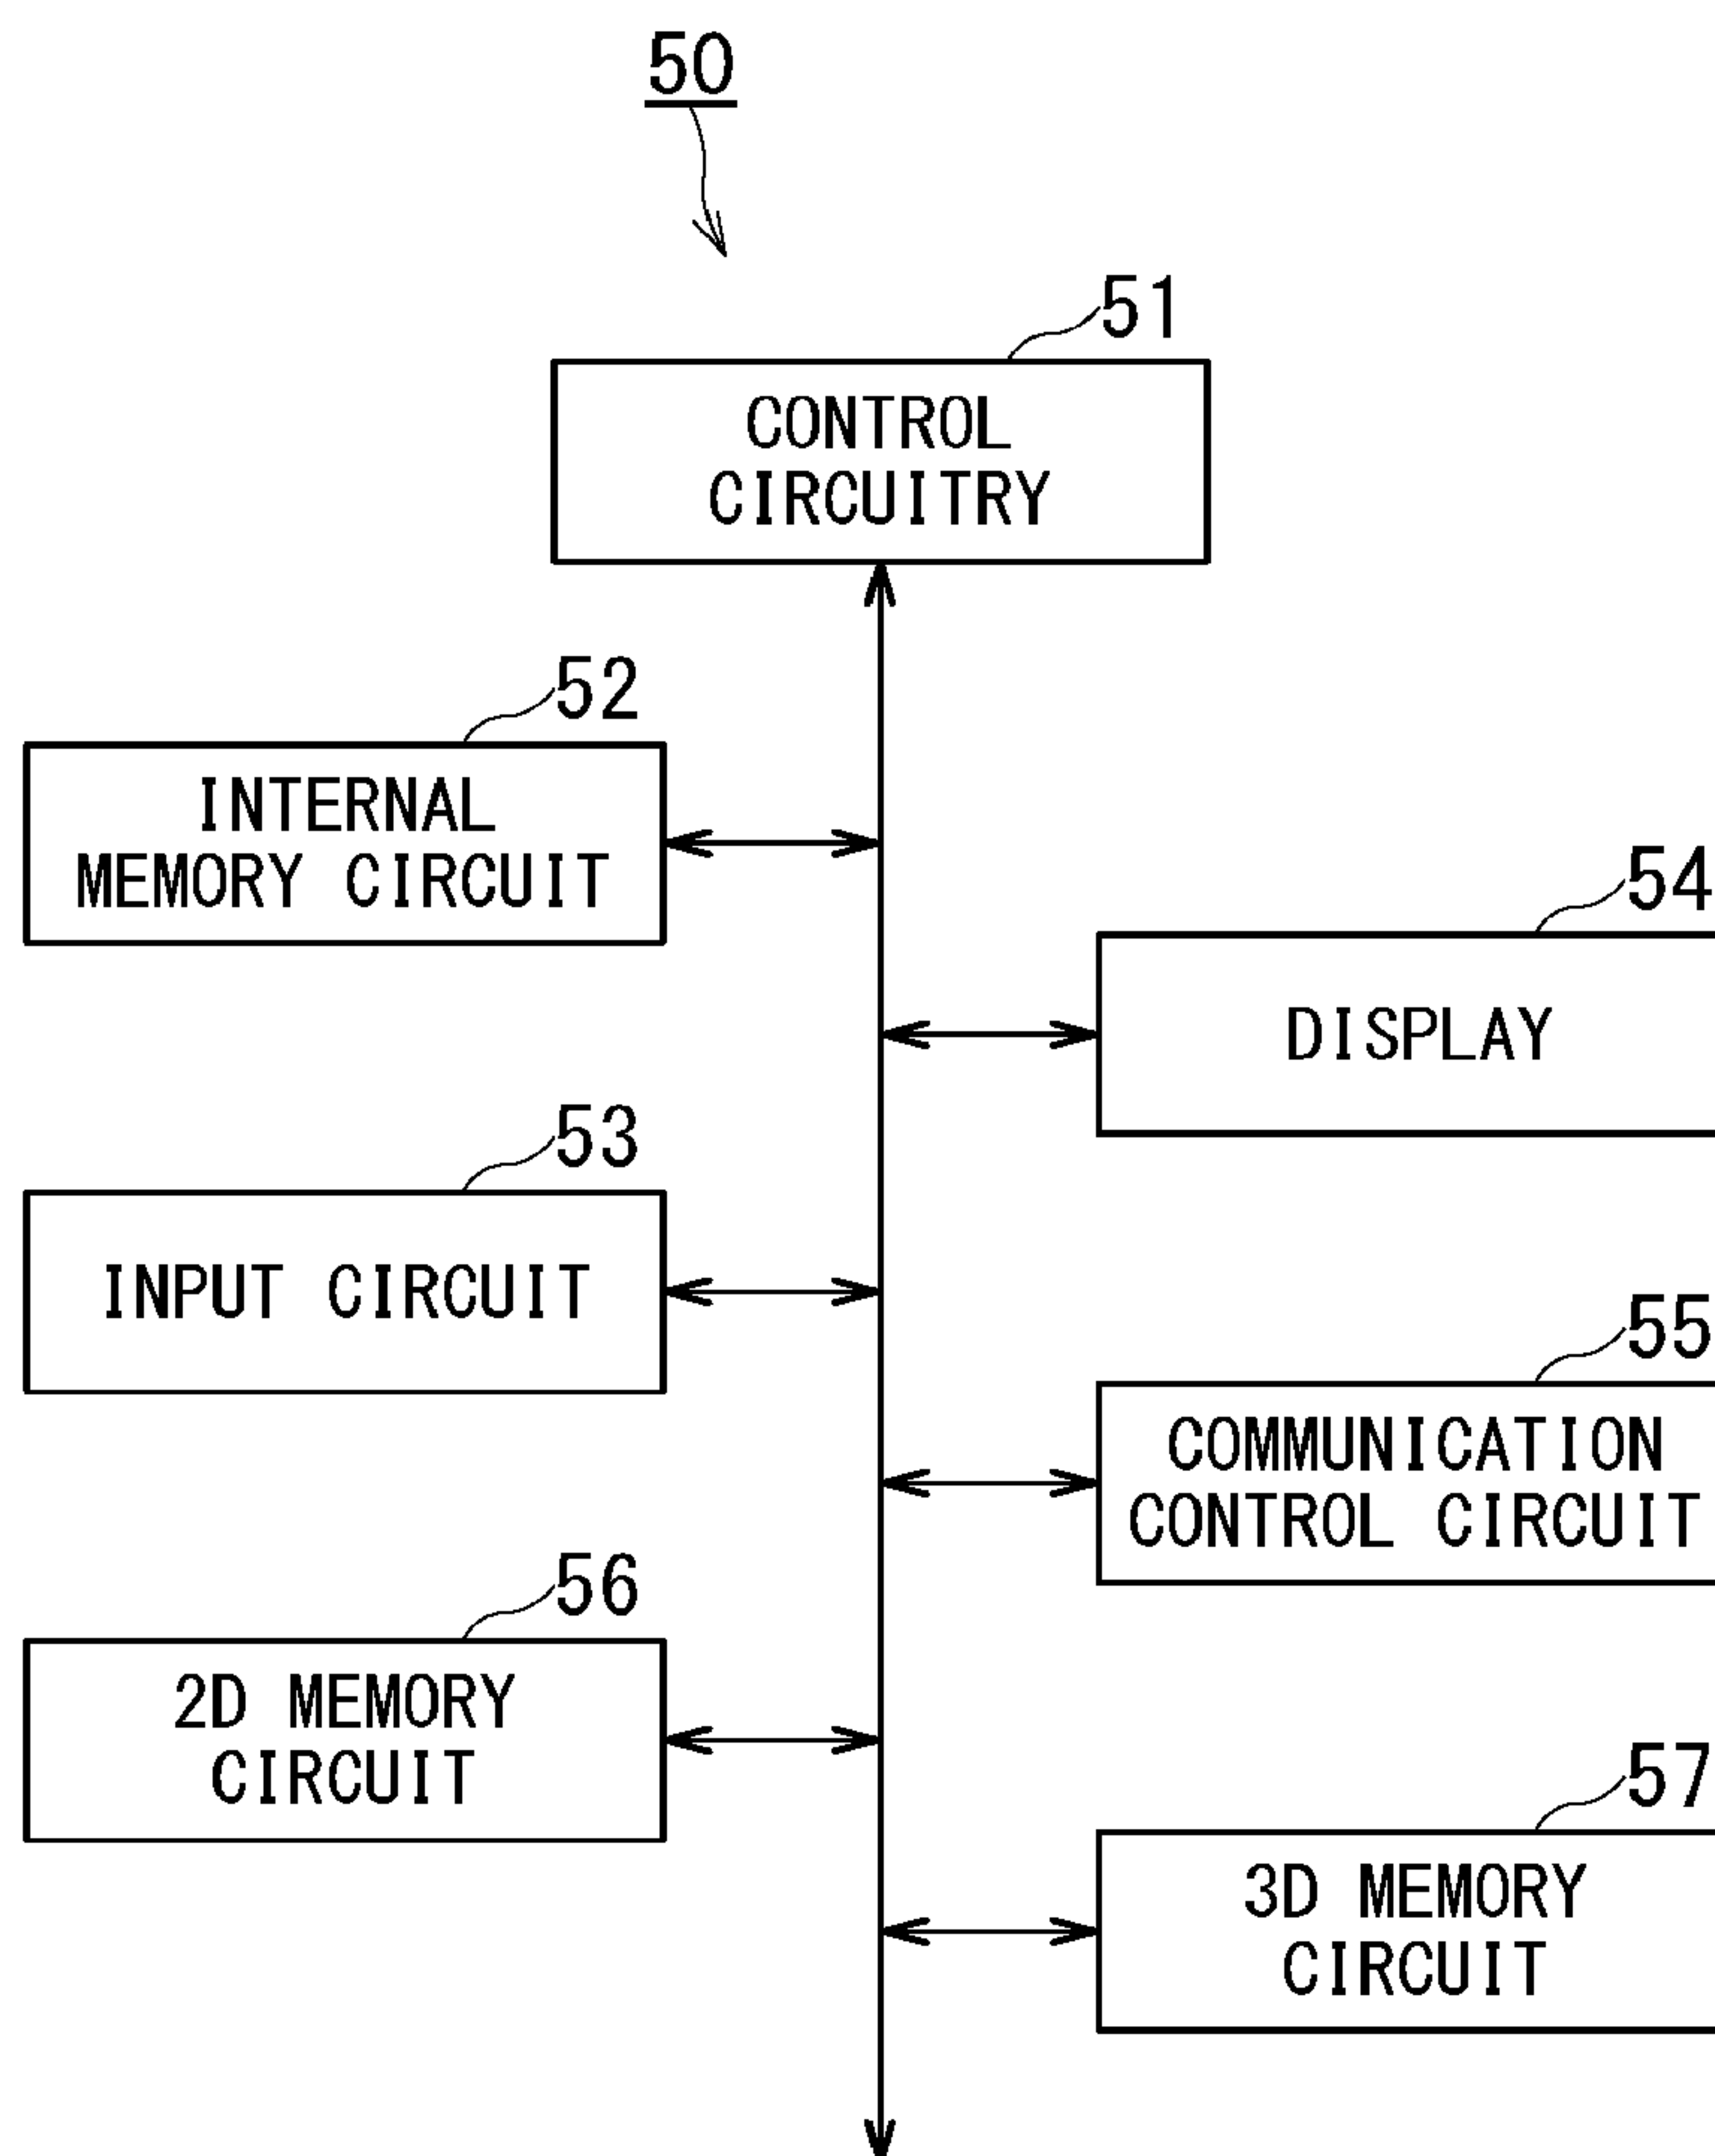 50
51
CONTROL
CIRCUITRY
52
INTERNAL
MEMORY CIRCUIT
54
DISPLAY
53
INPUT CIRCUIT
55
COMMUNICATION
CONTROL CIRCUIT
56
2D MEMORY
CIRCUIT
57
3D MEMORY
CIRCUIT